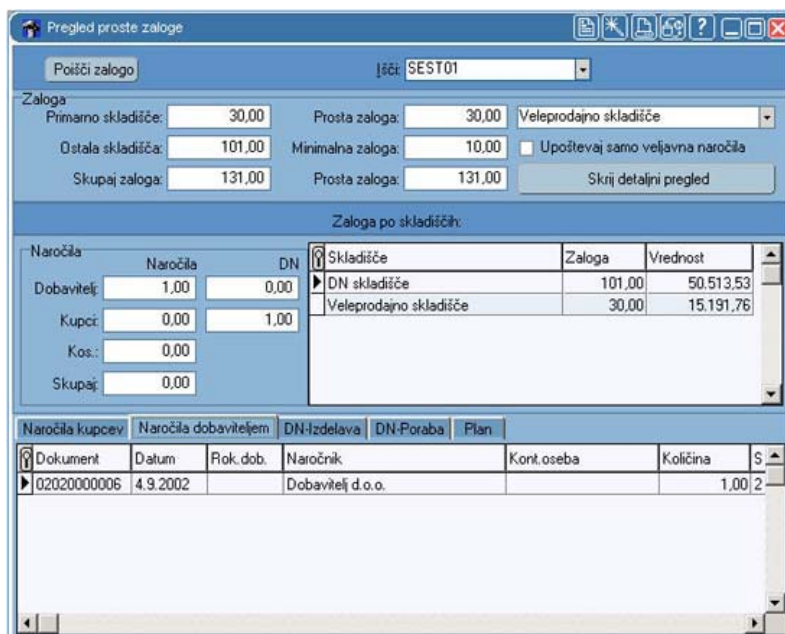 Pregled proste zaloge
Poišči zalogo
Išči: SEST01
Zaloga
Primarno skladišče: 30,00 Prosta zaloga: 30,00 Veleprodajno skladišče
Ostala skladišča: 101,00 Minimalna zaloga: 10,00 Upoštevaj samo veljavna naročila
Skupaj zaloga: 131,00 Prosta zaloga: 131,00 Skrij detaljni pregled
Zaloga po skladiščih:
Naročila
Naročila DN
Dobavitelj: 1,00 0,00
Kupci: 0,00 1,00
Kos.: 0,00
Skupaj: 0,00
Skladišče Zaloga Vrednost
DN skladišče 101,00 50.513,53
Veleprodajno skladišče 30,00 15.191,76
Naročila kupcev Naročila dobaviteljem DN-Izdelava DN-Poraba Plan
Dokument Datum Rok.dob. Naročnik Kont.oseba Količina S
02020000006 4.9.2002 Dobavitelj d.o.o. 1,00 2